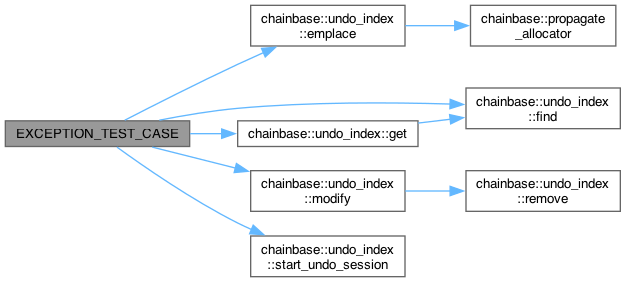 EXCEPTION_TEST_CASE
chainbase::undo_index
::emplace
chainbase::propagate
_allocator
chainbase::undo_index
::find
chainbase::undo_index::get
chainbase::undo_index
::modify
chainbase::undo_index
::remove
chainbase::undo_index
::start_undo_session